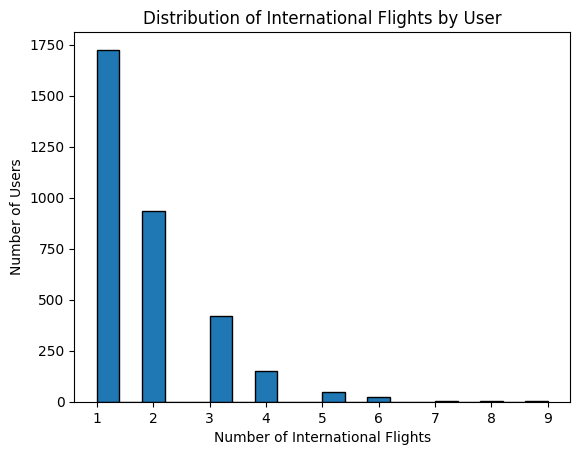 Distribution of International Flights by User
Number of Users
1750
1500
1250
1000
750
500
250
0
1 2 3 4 5 6 7 8 9
Number of International Flights